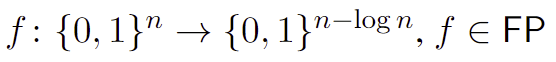 f: {0, 1}ⁿ → {0, 1}ⁿ⁻ˡᵒᵍ ⁿ, f ∈ FP